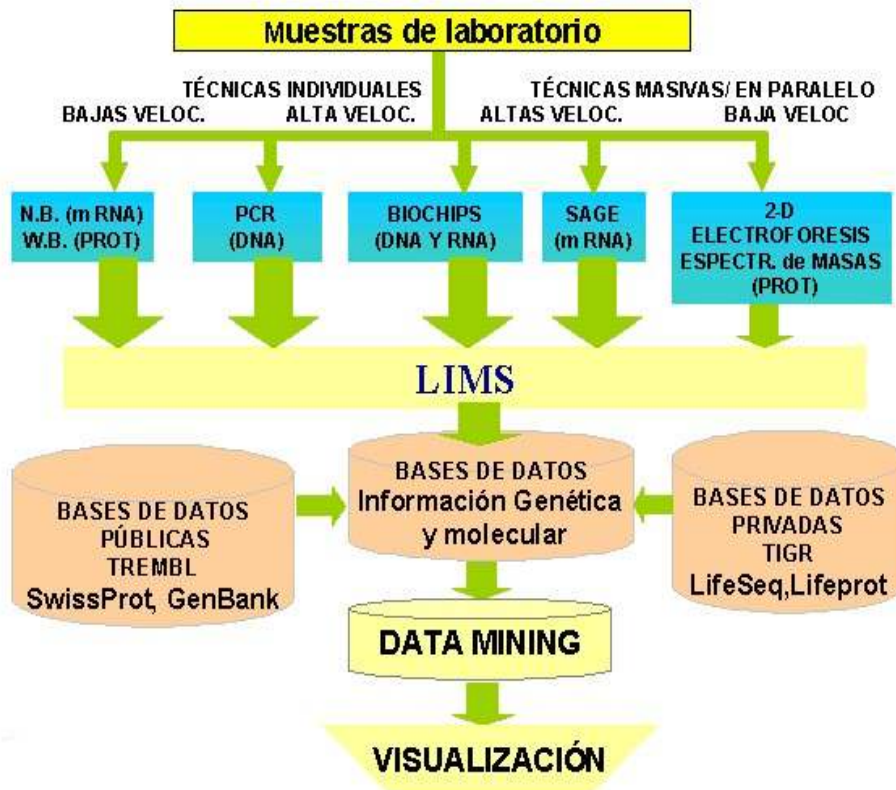 Muestras de laboratorio
TÉCNICAS INDIVIDUALES
BAJAS VELOC. ALTA VELOC.
TÉCNICAS MASIVAS/ EN PARALELO
ALTAS VELOC. BAJA VELOC
N.B. (m RNA)
W.B. (PROT)
PCR
(DNA)
BIOCHIPS
(DNA Y RNA)
SAGE
(m RNA)
2-D
ELECTROFORESIS
ESPECTR. de MASAS
(PROT)
LIMS
BASES DE DATOS
PÚBLICAS
TREMBL
SwissProt, GenBank
BASES DE DATOS
Información Genética
y molecular
BASES DE DATOS
PRIVADAS
TIGR
LifeSeq,Lifeprot
DATA MINING
VISUALIZACIÓN